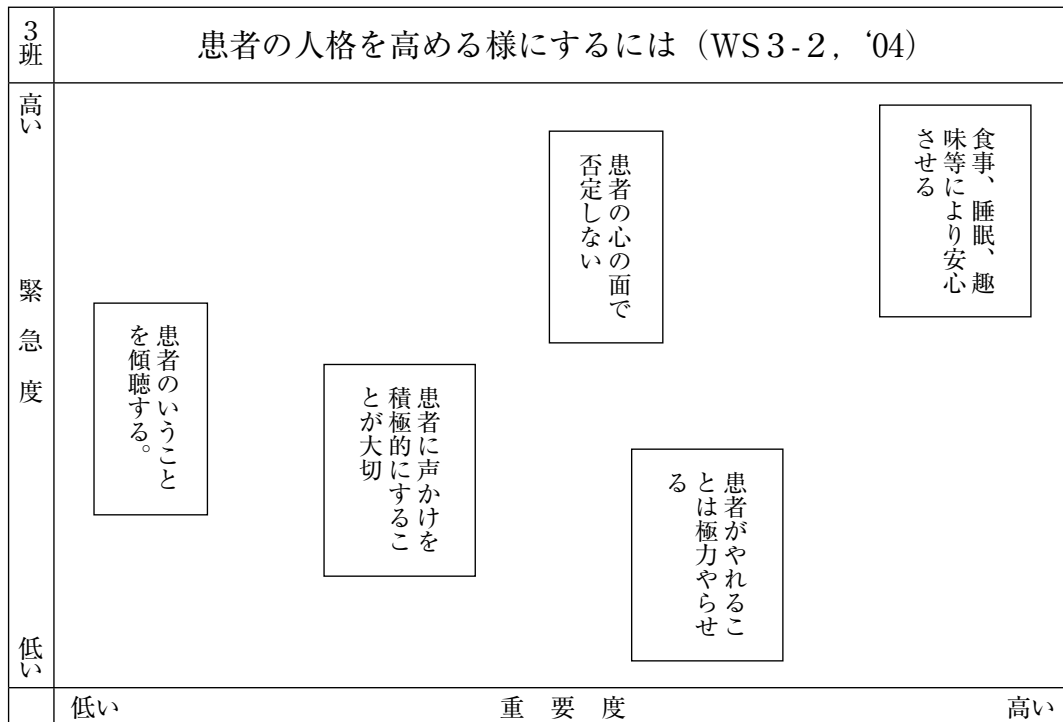 3班
患者の人格を高める様にするには（WS3-2，‘04）
高い
緊急度
低い
食事、睡眠、趣
味等により安心
させる
患者の心の面で
否定しない
患者のいうこと
を傾聴する。
患者に声かけを
積極的にするこ
とが大切
患者がやれるこ
とは極力やらせ
る
低い
重要度
高い